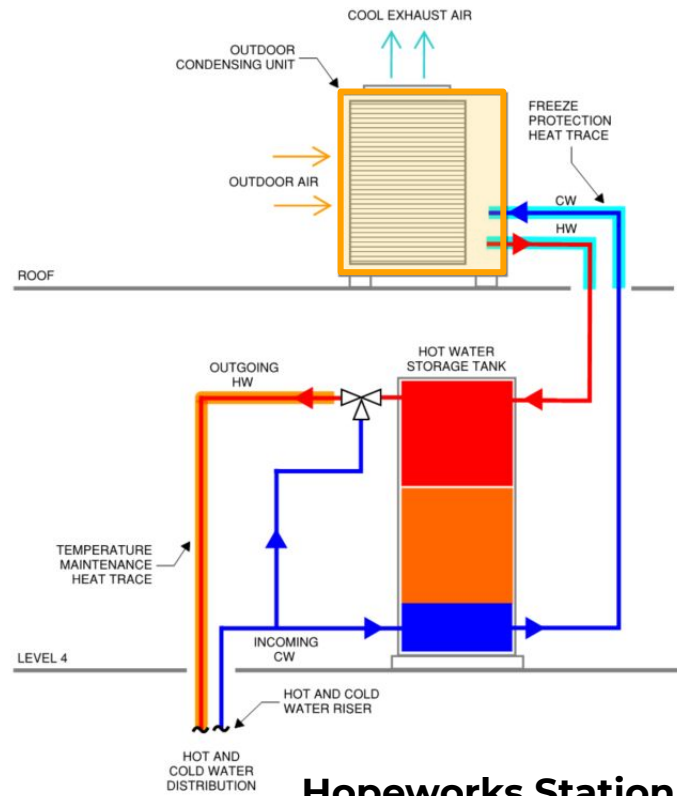 COOL EXHAUST AIR
OUTDOOR
CONDENSING UNIT
FREEZE
PROTECTION
HEAT TRACE
OUTDOOR AIR
CW
HW
ROOF
HOT WATER
STORAGE TANK
OUTGOING
HW
TEMPERATURE
MAINTENANCE
HEAT TRACE
INCOMING
CW
LEVEL 4
HOT AND COLD
WATER RISER
HOT AND
COLD WATER
DISTRIBUTION
Hopeworks Station